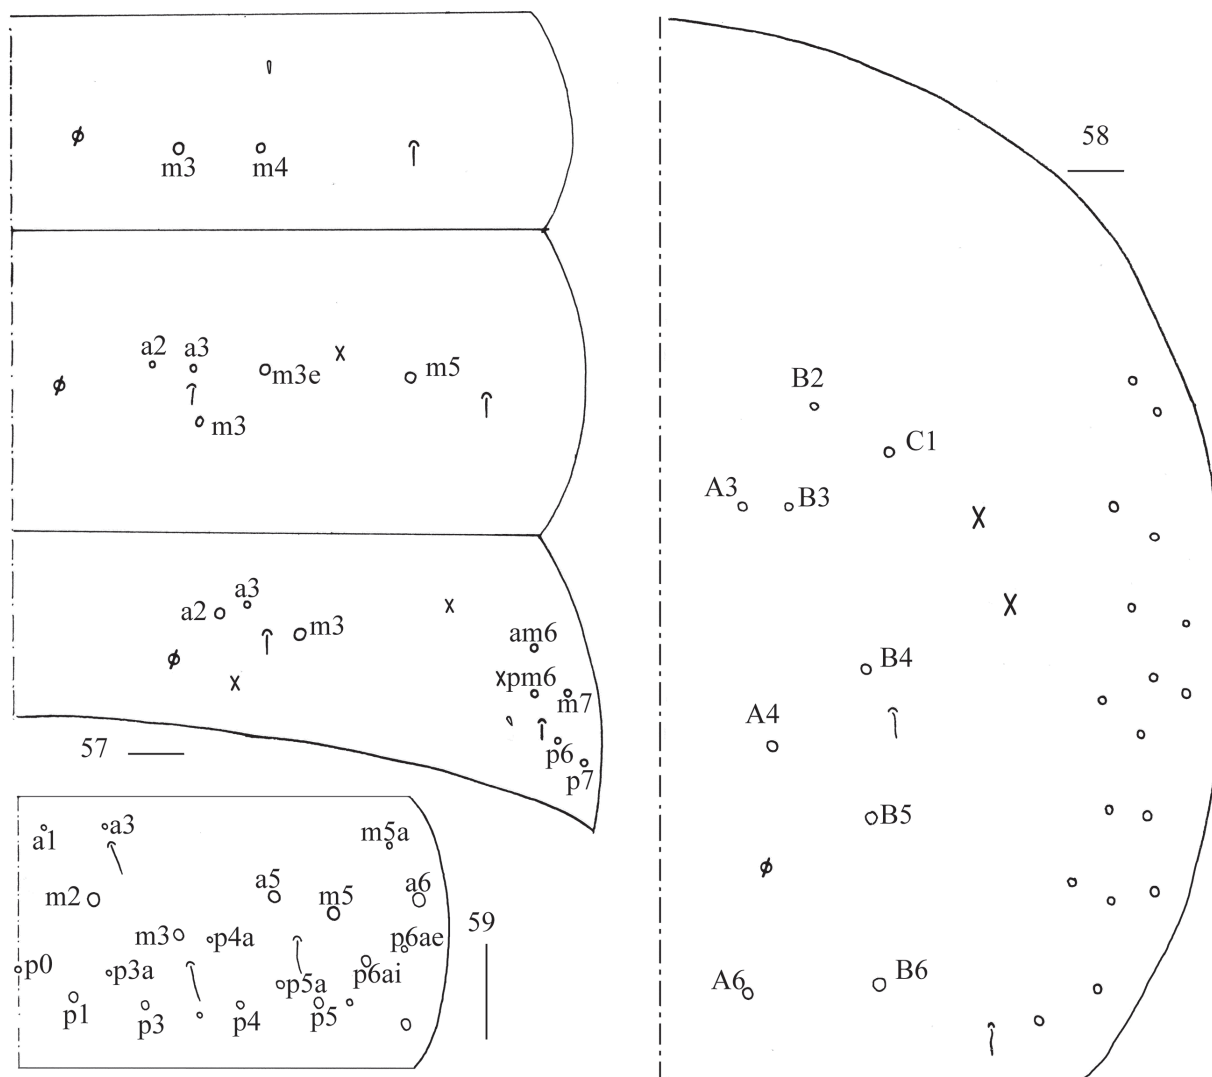 m3 m4
a2 a3 m3e X m5
m3
a3
a2 m3 X
am6
X Xpm6 m7
p6
p7
57
a1 a3 m5a
m2 a5 m5 a6
m3 p4a p6ae
p0 p3a p5a p6ai
p1 p3 p4 p5
59
58
B2
C1
A3 B3
X
X
B4
A4
B5
A6 B6